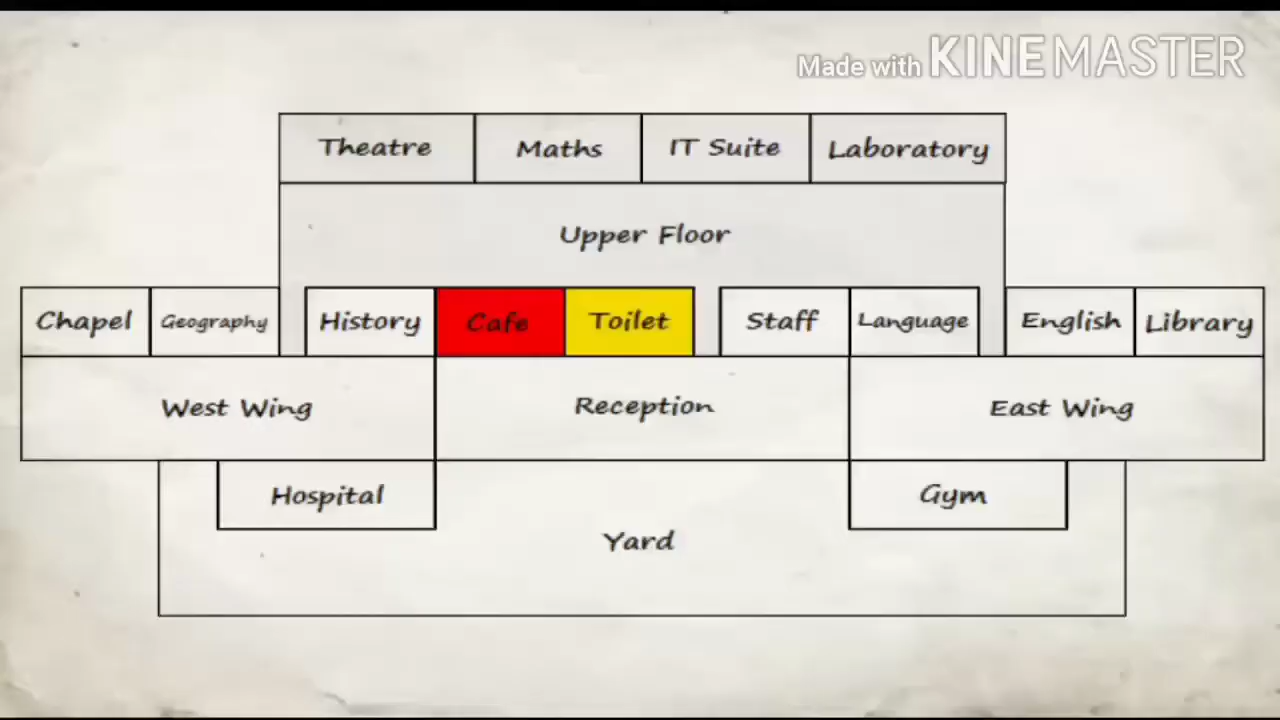 Made with KINEMASTER
Theatre Maths IT Suite Laboratory
Upper Floor
Chapel Geography History Cafe Toilet Staff Language English Library
West Wing Reception East Wing
Hospital Gym
Yard